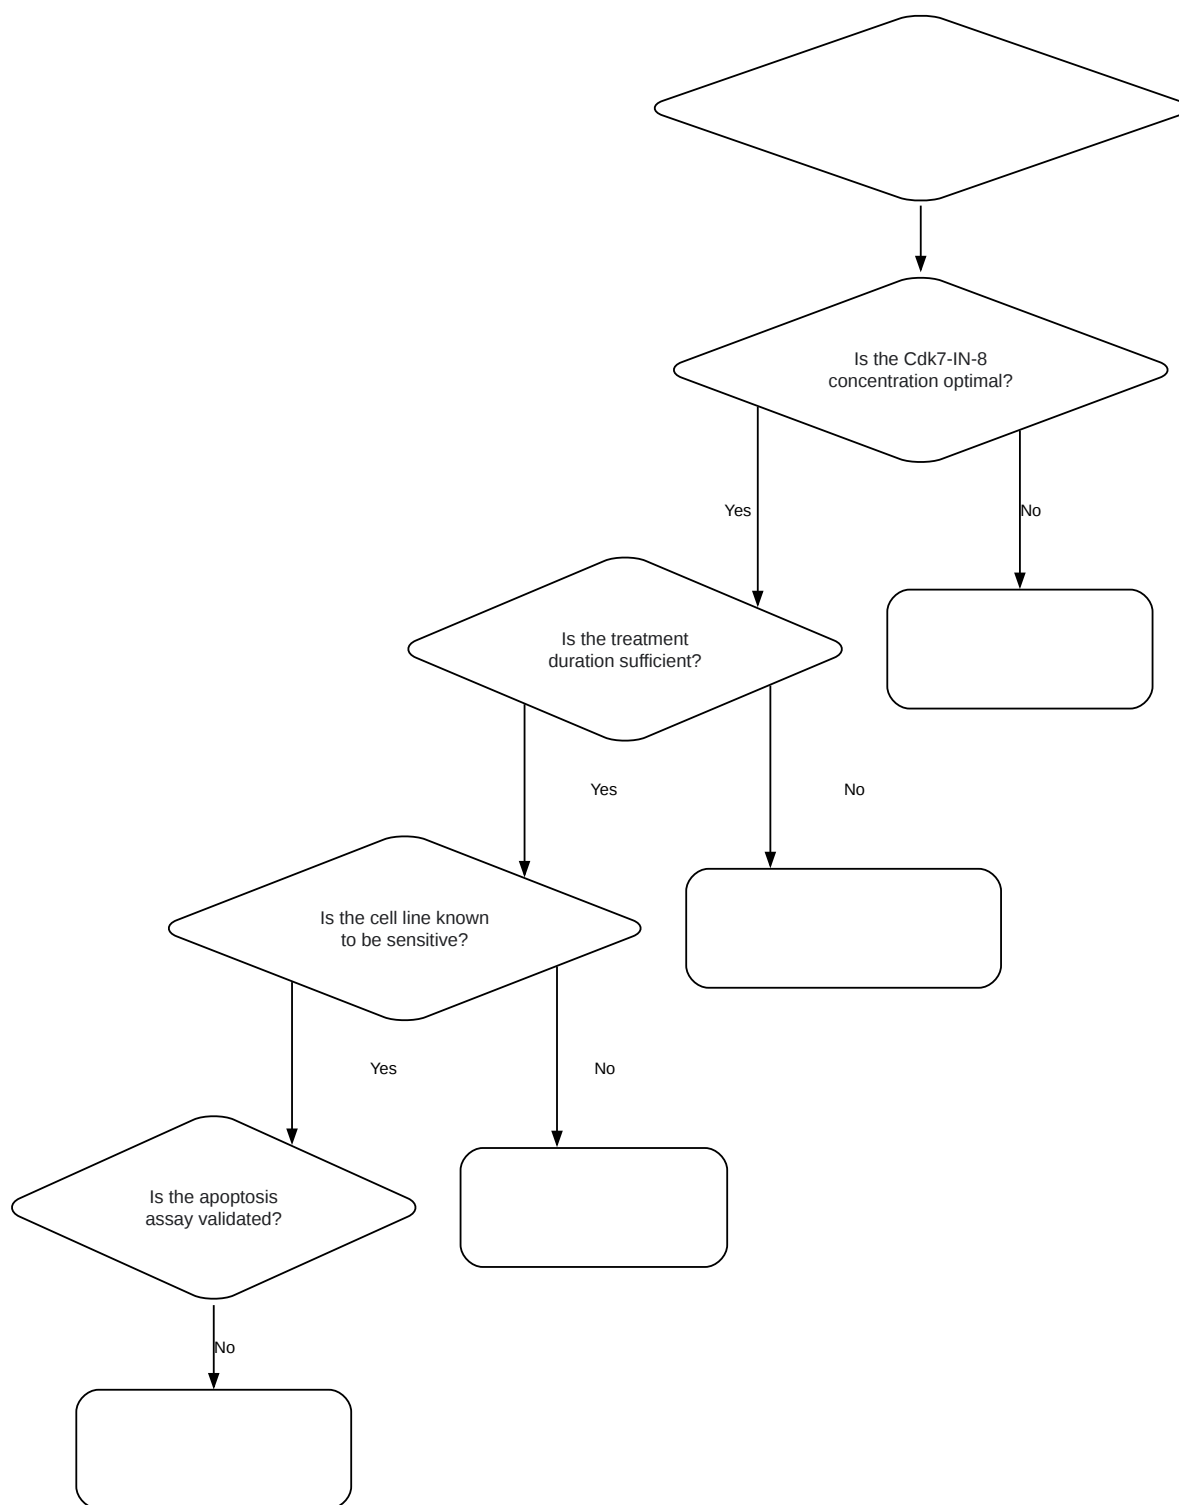 Is the Cdk7-IN-8
concentration optimal?
Yes
No
Is the treatment
duration sufficient?
Yes
No
Is the cell line known
to be sensitive?
Yes
No
Is the apoptosis
assay validated?
No